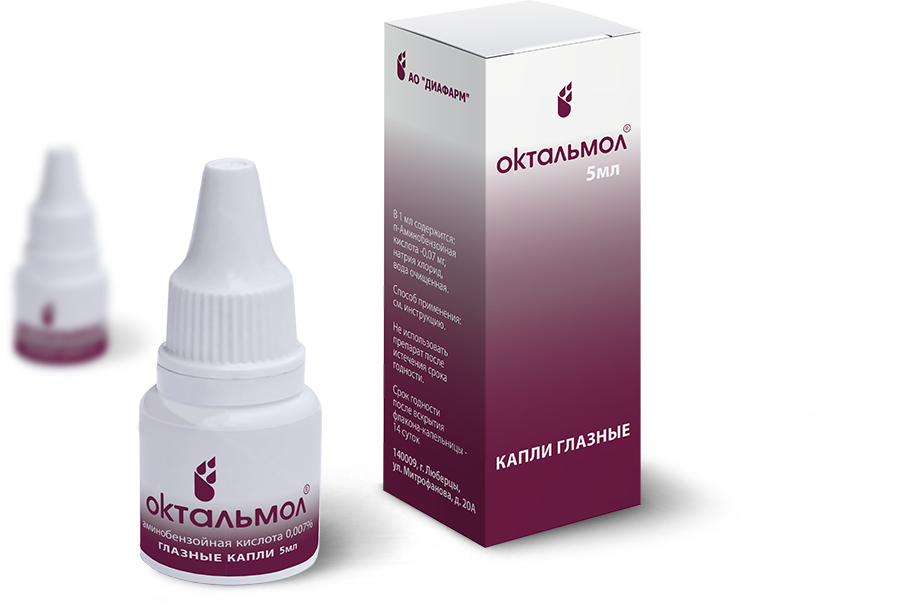 АО "ДИАФАРМ"
В 1 мл содержится:
п-Аминобензойная
кислота -0,07 мг,
натрия хлорид,
вода очищенная.
Способ применения:
см. инструкцию.
Не использовать
препарат после
истечения срока
годности.
Срок годности
после вскрытия
флакона-капельницы -
14 суток
140009, г. Люберцы,
ул. Митрофанова, д. 20А
октальмол®
5мл
КАПЛИ ГЛАЗНЫЕ
октальмол®
аминобензойная кислота 0,007%
ГЛАЗНЫЕ КАПЛИ 5мл